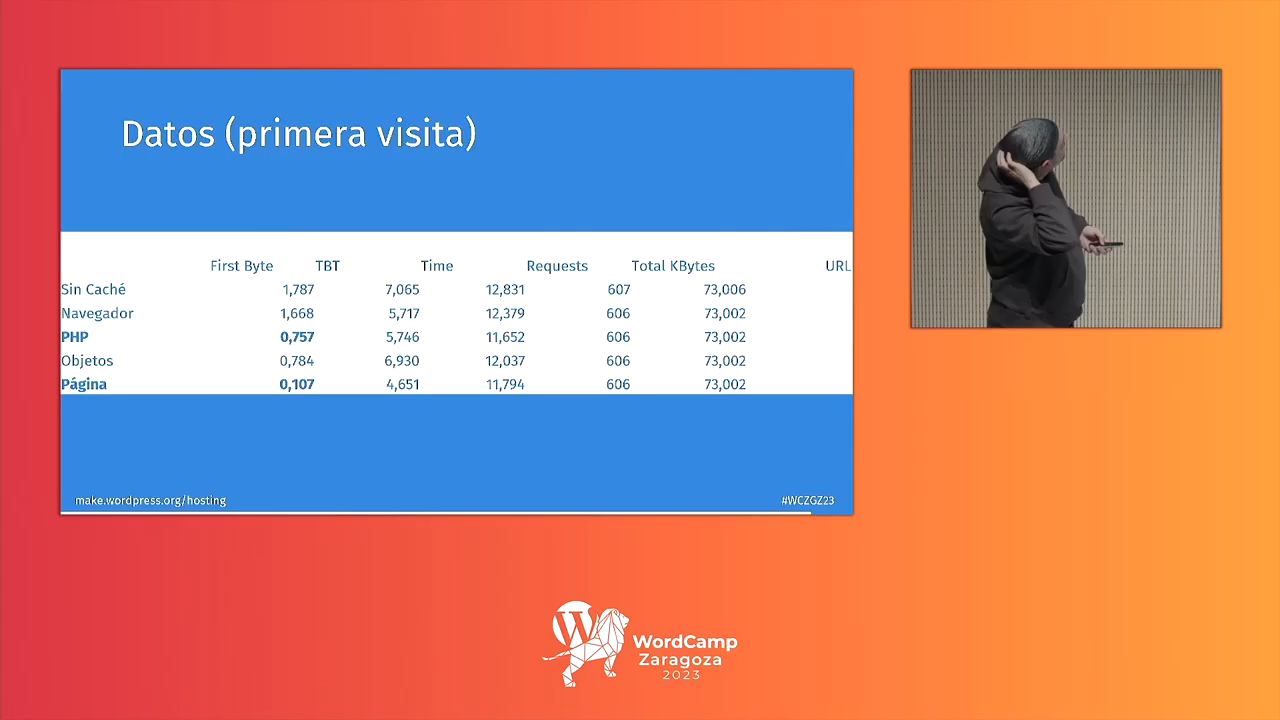 Datos (primera visita)
First Byte TBT Time Requests Total KBytes URL
Sin Caché 1,787 7,065 12,831 607 73,006
Navegador 1,668 5,717 12,379 606 73,002
PHP 0,757 5,746 11,652 606 73,002
Objetos 0,784 6,930 12,037 606 73,002
Página 0,107 4,651 11,794 606 73,002
make.wordpress.org/hosting #WCZGZ23
W
WordCamp
Zaragoza
2023